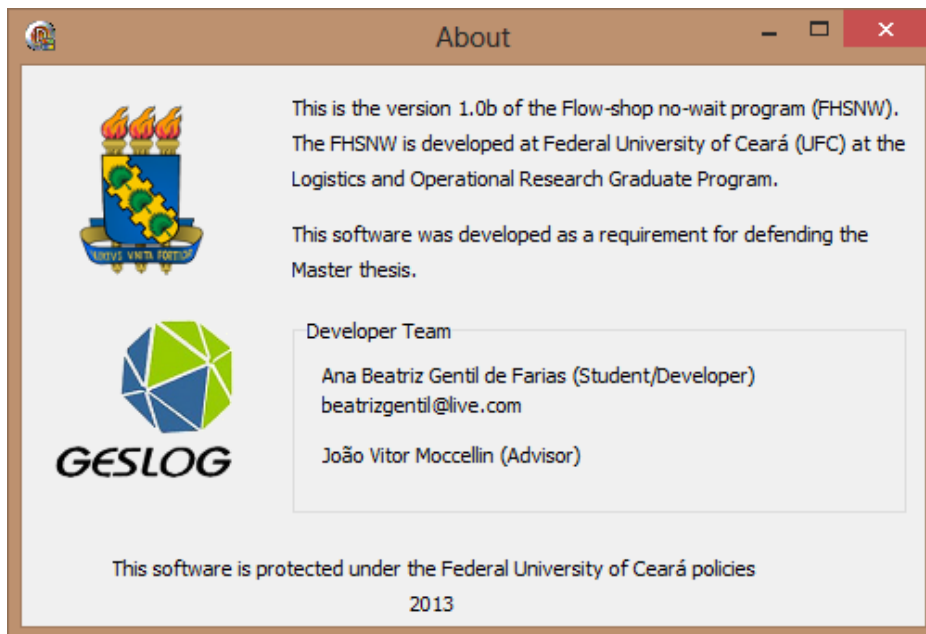 About
This is the version 1.0b of the Flow-shop no-wait program (FHSNW).
The FHSNW is developed at Federal University of Ceará (UFC) at the
Logistics and Operational Research Graduate Program.
This software was developed as a requirement for defending the
Master thesis.
GESLOG
Developer Team
Ana Beatriz Gentil de Farias (Student/Developer)
beatrizgentil@live.com
João Vitor Moccellin (Advisor)
This software is protected under the Federal University of Ceará policies
2013